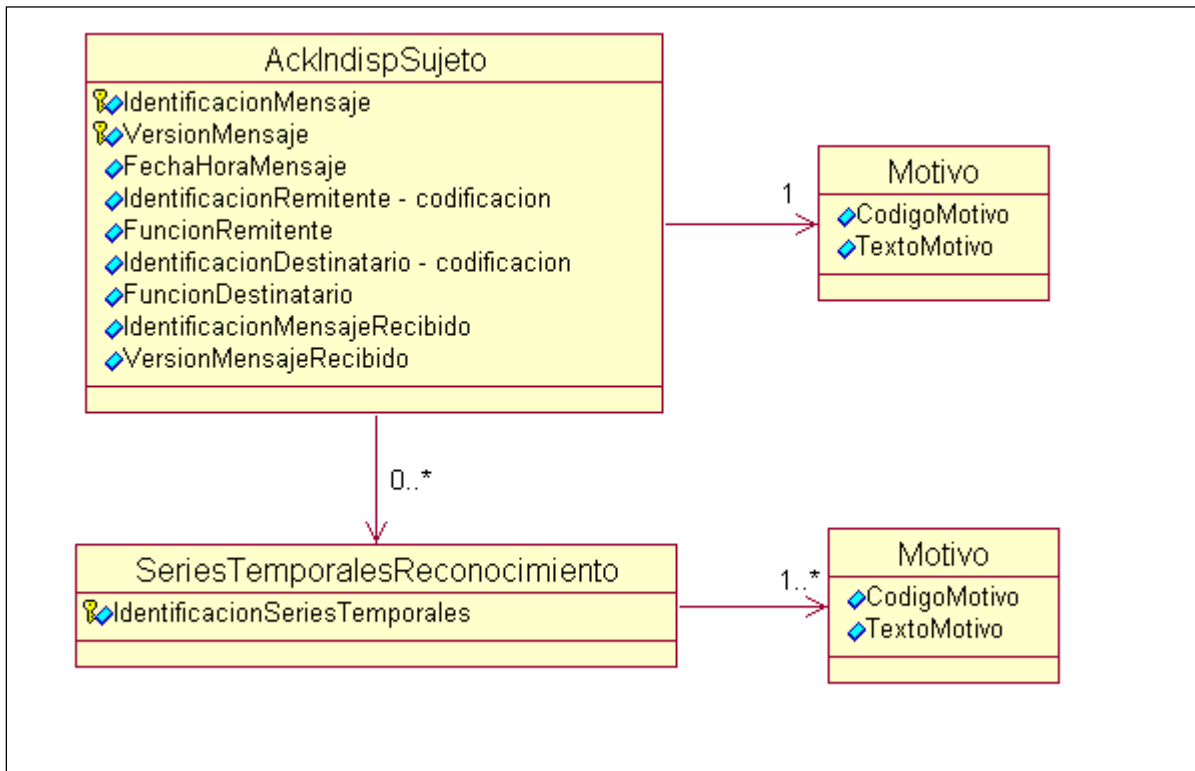 AckIndispSujeto
IdentificacionMensaje
VersionMensaje
FechaHoraMensaje
IdentificacionRemitente - codificacion
FuncionRemitente
IdentificacionDestinatario - codificacion
FuncionDestinatario
IdentificacionMensajeRecibido
VersionMensajeRecibido
1
Motivo
CodigoMotivo
TextoMotivo
0..*
SeriesTemporalesReconocimiento
IdentificacionSeriesTemporales
1..*
Motivo
CodigoMotivo
TextoMotivo